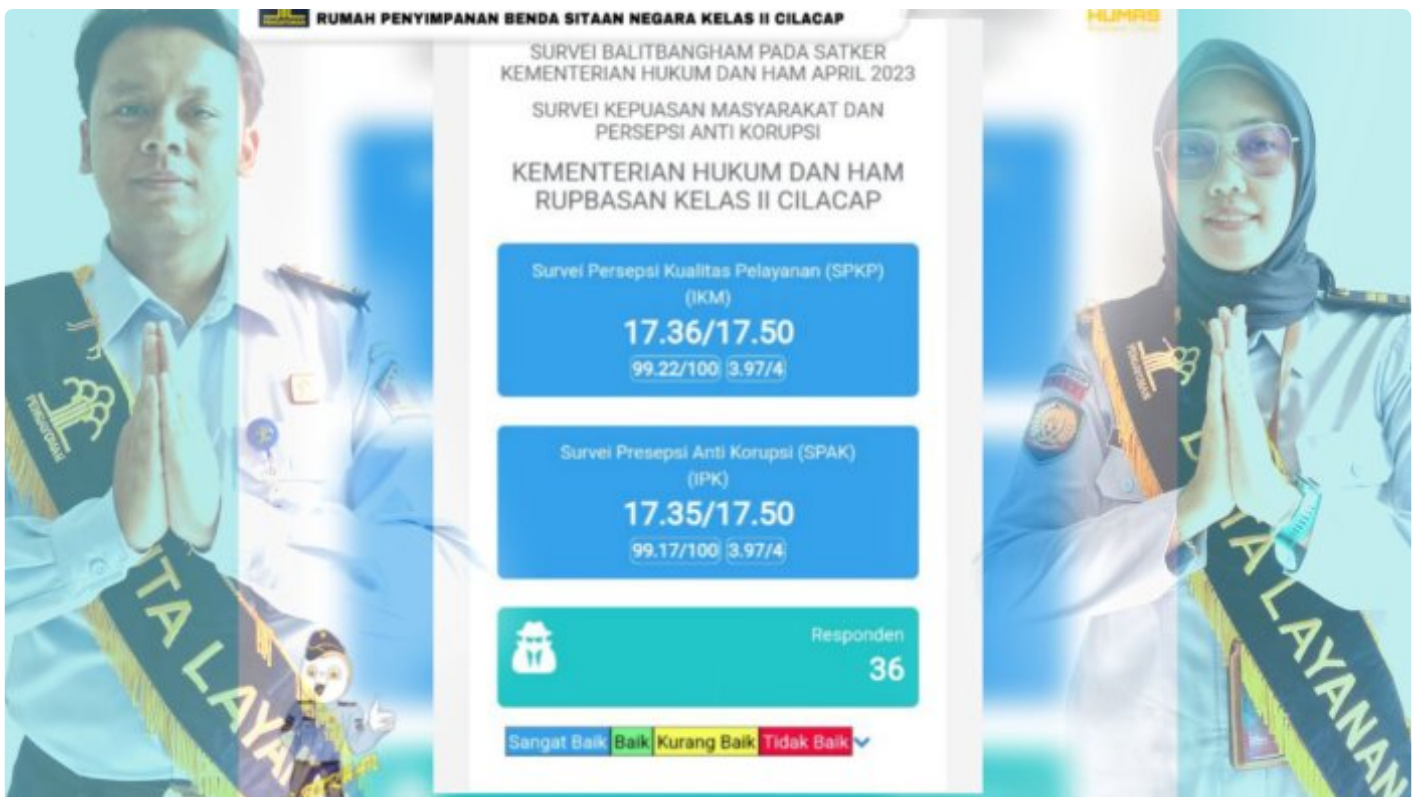 RUMAH PENYIMPANAN BENDA SITAAN NEGARA KELAS II CILACAP
HUMAS
SURVEI BALITBANGHAM PADA SATKER
KEMENTERIAN HUKUM DAN HAM APRIL 2023
SURVEI KEPUASAN MASYARAKAT DAN
PERSEPSI ANTI KORUPSI
KEMENTERIAN HUKUM DAN HAM
RUPBASAN KELAS II CILACAP
Survei Persepsi Kualitas Pelayanan (SPKP)
(IKM)
17.36/17.50
99.22/100 3.97/4
Survei Presepsi Anti Korupsi (SPAK)
(IPK)
17.35/17.50
99.17/100 3.97/4
Responden
36
Sangat Baik Baik Kurang Baik Tidak Baik
PENGAYOMAN
TA LAYAN
PENGAYOMAN
TA LAYANAN